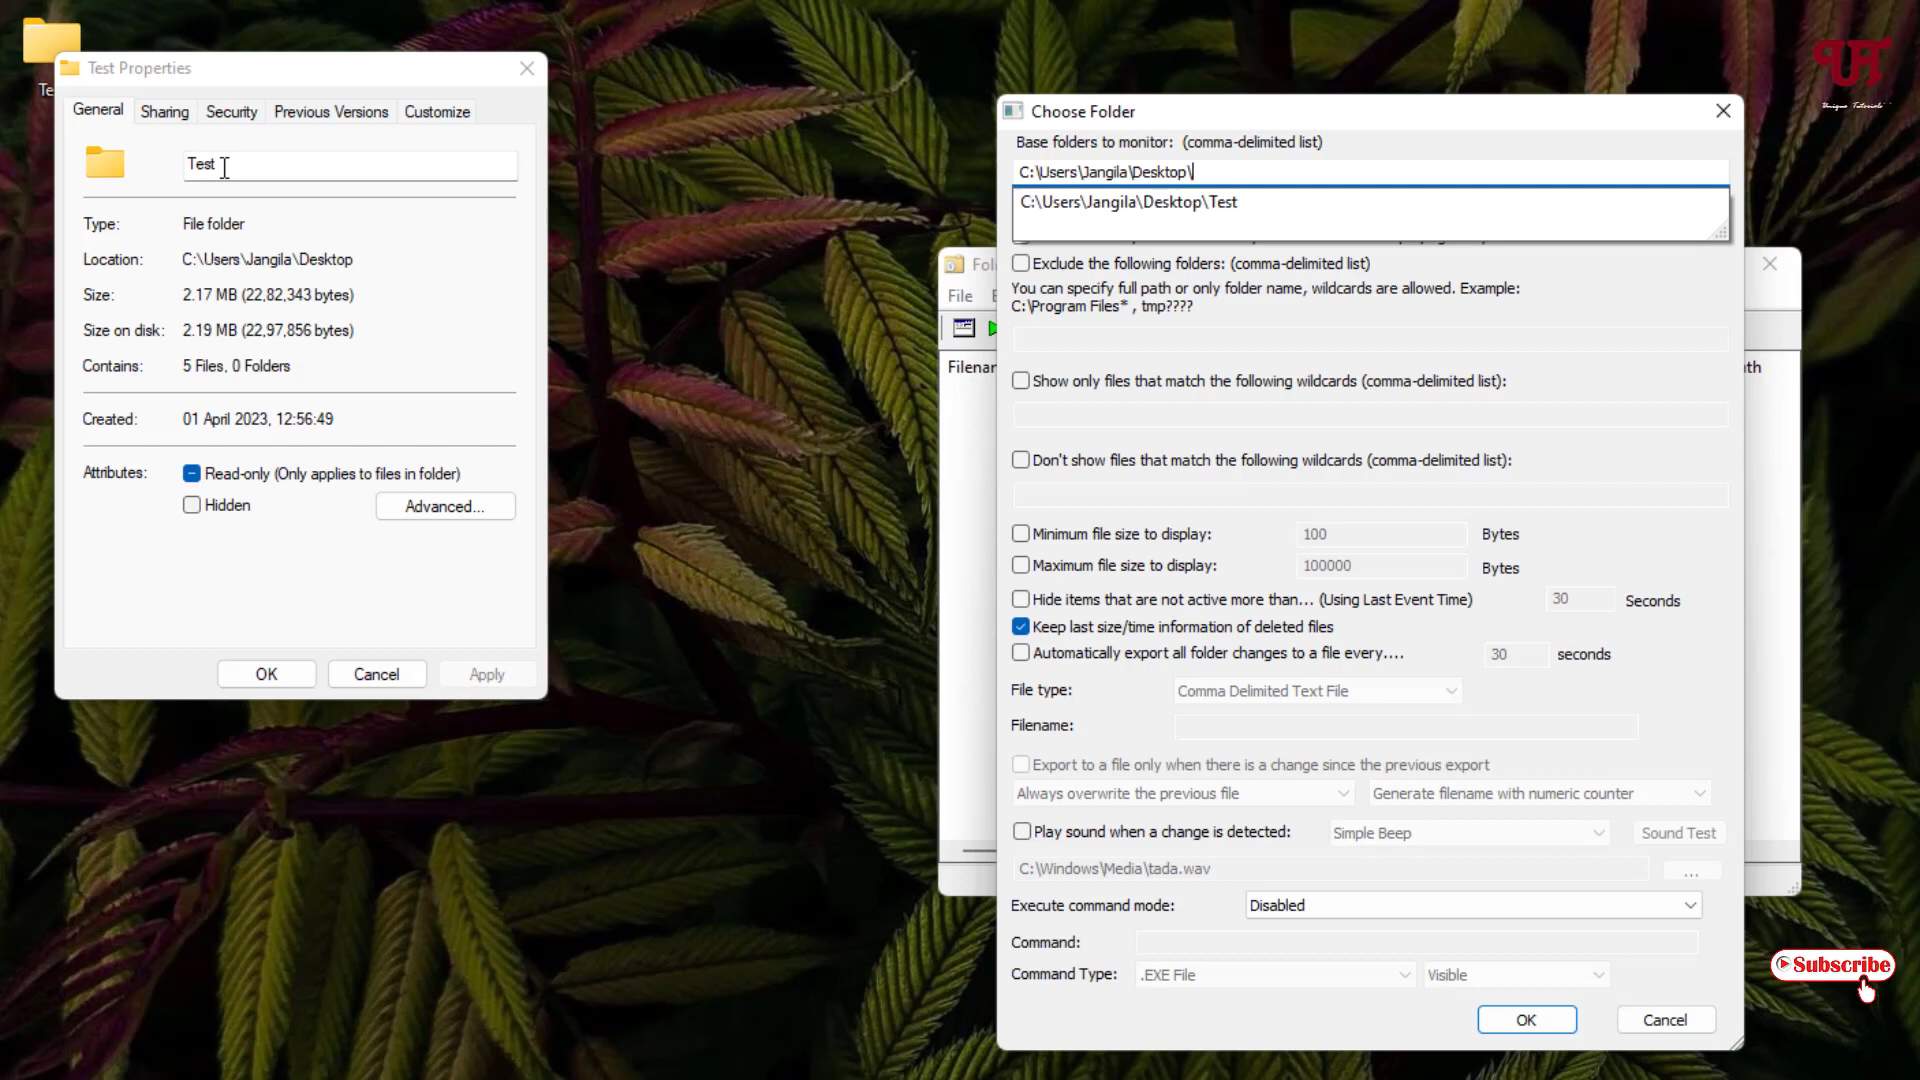 Te
Test Properties
General
Sharing
Security
Previous Versions
Customize
Test
Type:
File folder
Location:
C:\Users\Jangila\Desktop
Size:
2.17 MB (22,82,343 bytes)
Size on disk:
2.19 MB (22,97,856 bytes)
Contains:
5 Files, 0 Folders
Created:
01 April 2023, 12:56:49
Attributes:
Read-only (Only applies to files in folder)
Hidden
Advanced...
OK
Cancel
Apply
UT
Unique Tutorials
Fol
File
E
Filenam
th
Choose Folder
Base folders to monitor: (comma-delimited list)
C:\Users\Jangila\Desktop\
C:\Users\Jangila\Desktop\Test
Exclude the following folders: (comma-delimited list)
You can specify full path or only folder name, wildcards are allowed. Example:
C:\Program Files* , tmp????
Show only files that match the following wildcards (comma-delimited list):
Don't show files that match the following wildcards (comma-delimited list):
Minimum file size to display:
100
Bytes
Maximum file size to display:
100000
Bytes
Hide items that are not active more than... (Using Last Event Time)
30
Seconds
Keep last size/time information of deleted files
Automatically export all folder changes to a file every....
30
seconds
File type:
Comma Delimited Text File
Filename:
Export to a file only when there is a change since the previous export
Always overwrite the previous file
Generate filename with numeric counter
Play sound when a change is detected:
Simple Beep
Sound Test
C:\Windows\Media\tada.wav
...
Execute command mode:
Disabled
Command:
Command Type:
.EXE File
Visible
OK
Cancel
Subscribe